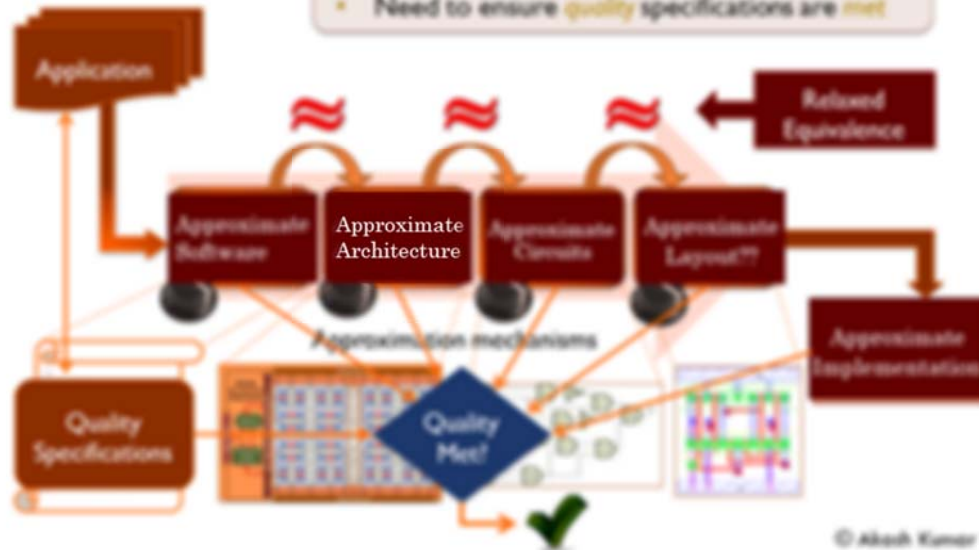 • Need to ensure quality specifications are met
Application
Relaxed
Equivalence
Approximate
Software
Approximate
Architecture
Approximate
Circuits
Approximate
Layout??
Approximate
Implementation
Approximation mechanisms
Quality
Specifications
Quality
Met?
© Akash Kumar